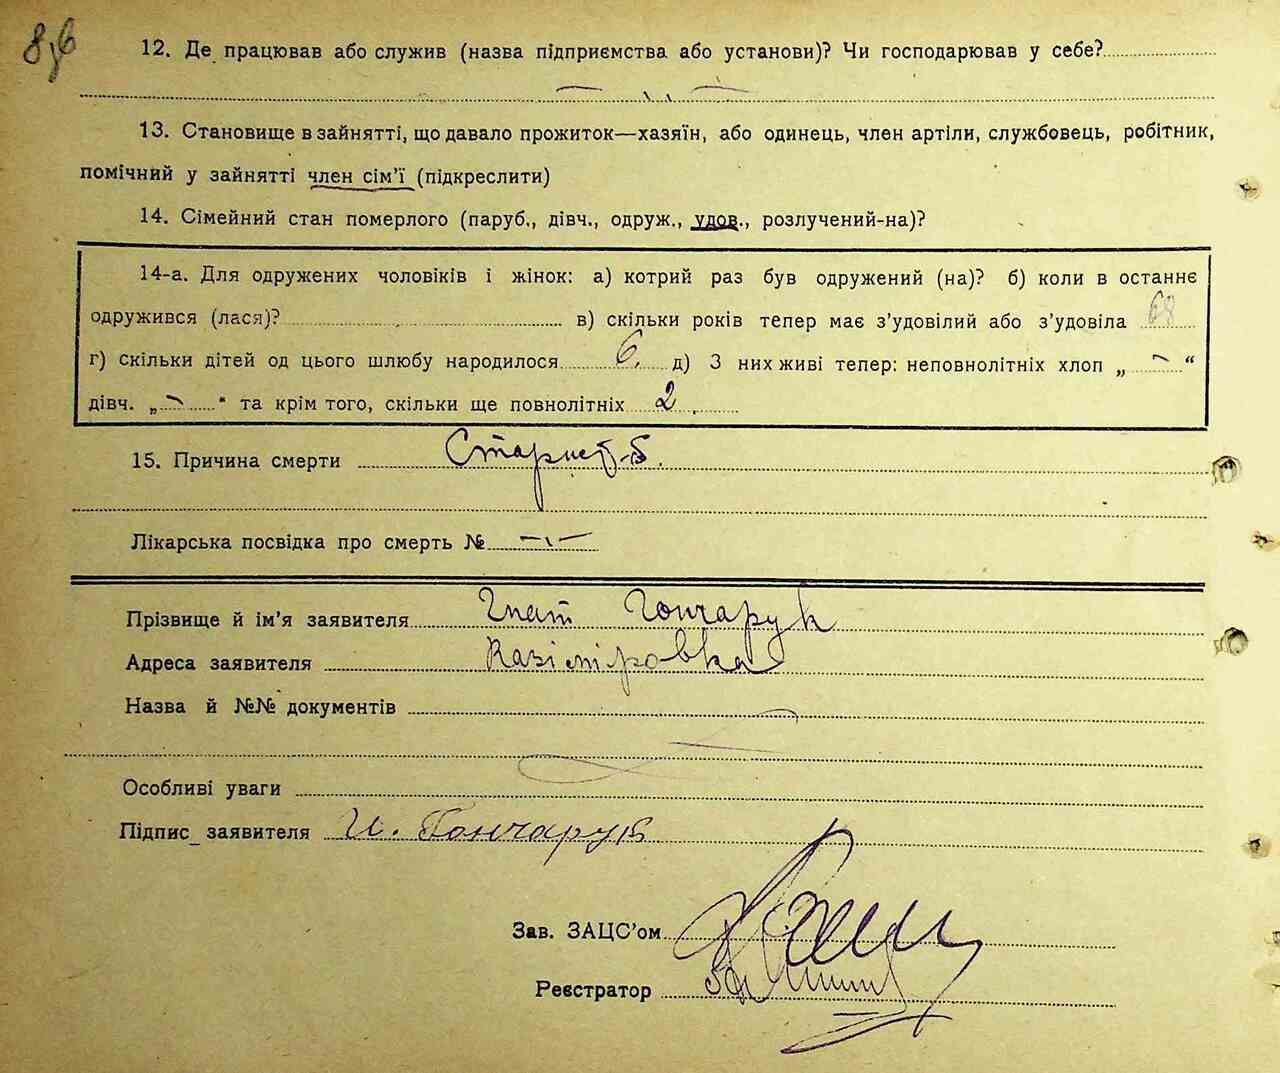 8,6
12. Де працював або служив (назва підприємства або установи)? Чи господарював у себе?
13. Становище в зайнятті, що давало прожиток—хазяїн, або одинець, член артілі, службовець, робітник,
помічний у зайнятті член сім’ї (підкреслити)
14. Сімейний стан померлого (паруб., дівч., одруж., удов., розлучений-на)?
14-а. Для одружених чоловіків і жінок: а) котрий раз був одружений (на)? б) коли в останнє
одружився (лася)? в) скільки років тепер має з’удовілий або з’удовіла 68
г) скільки дітей од цього шлюбу народилося 6. д) З них живі тепер: неповнолітніх хлоп „ — “
дівч. „ — “ та крім того, скільки ще повнолітніх 2
15. Причина смерти
Лікарська посвідка про смерть №
Прізвище й ім’я заявителя Гнат Гончарук
Адреса заявителя Казіміровка
Назва й №№ документів
Особливі уваги
Підпис заявителя И. Гончарук
Зав. ЗАЦС’ом
Реєстратор